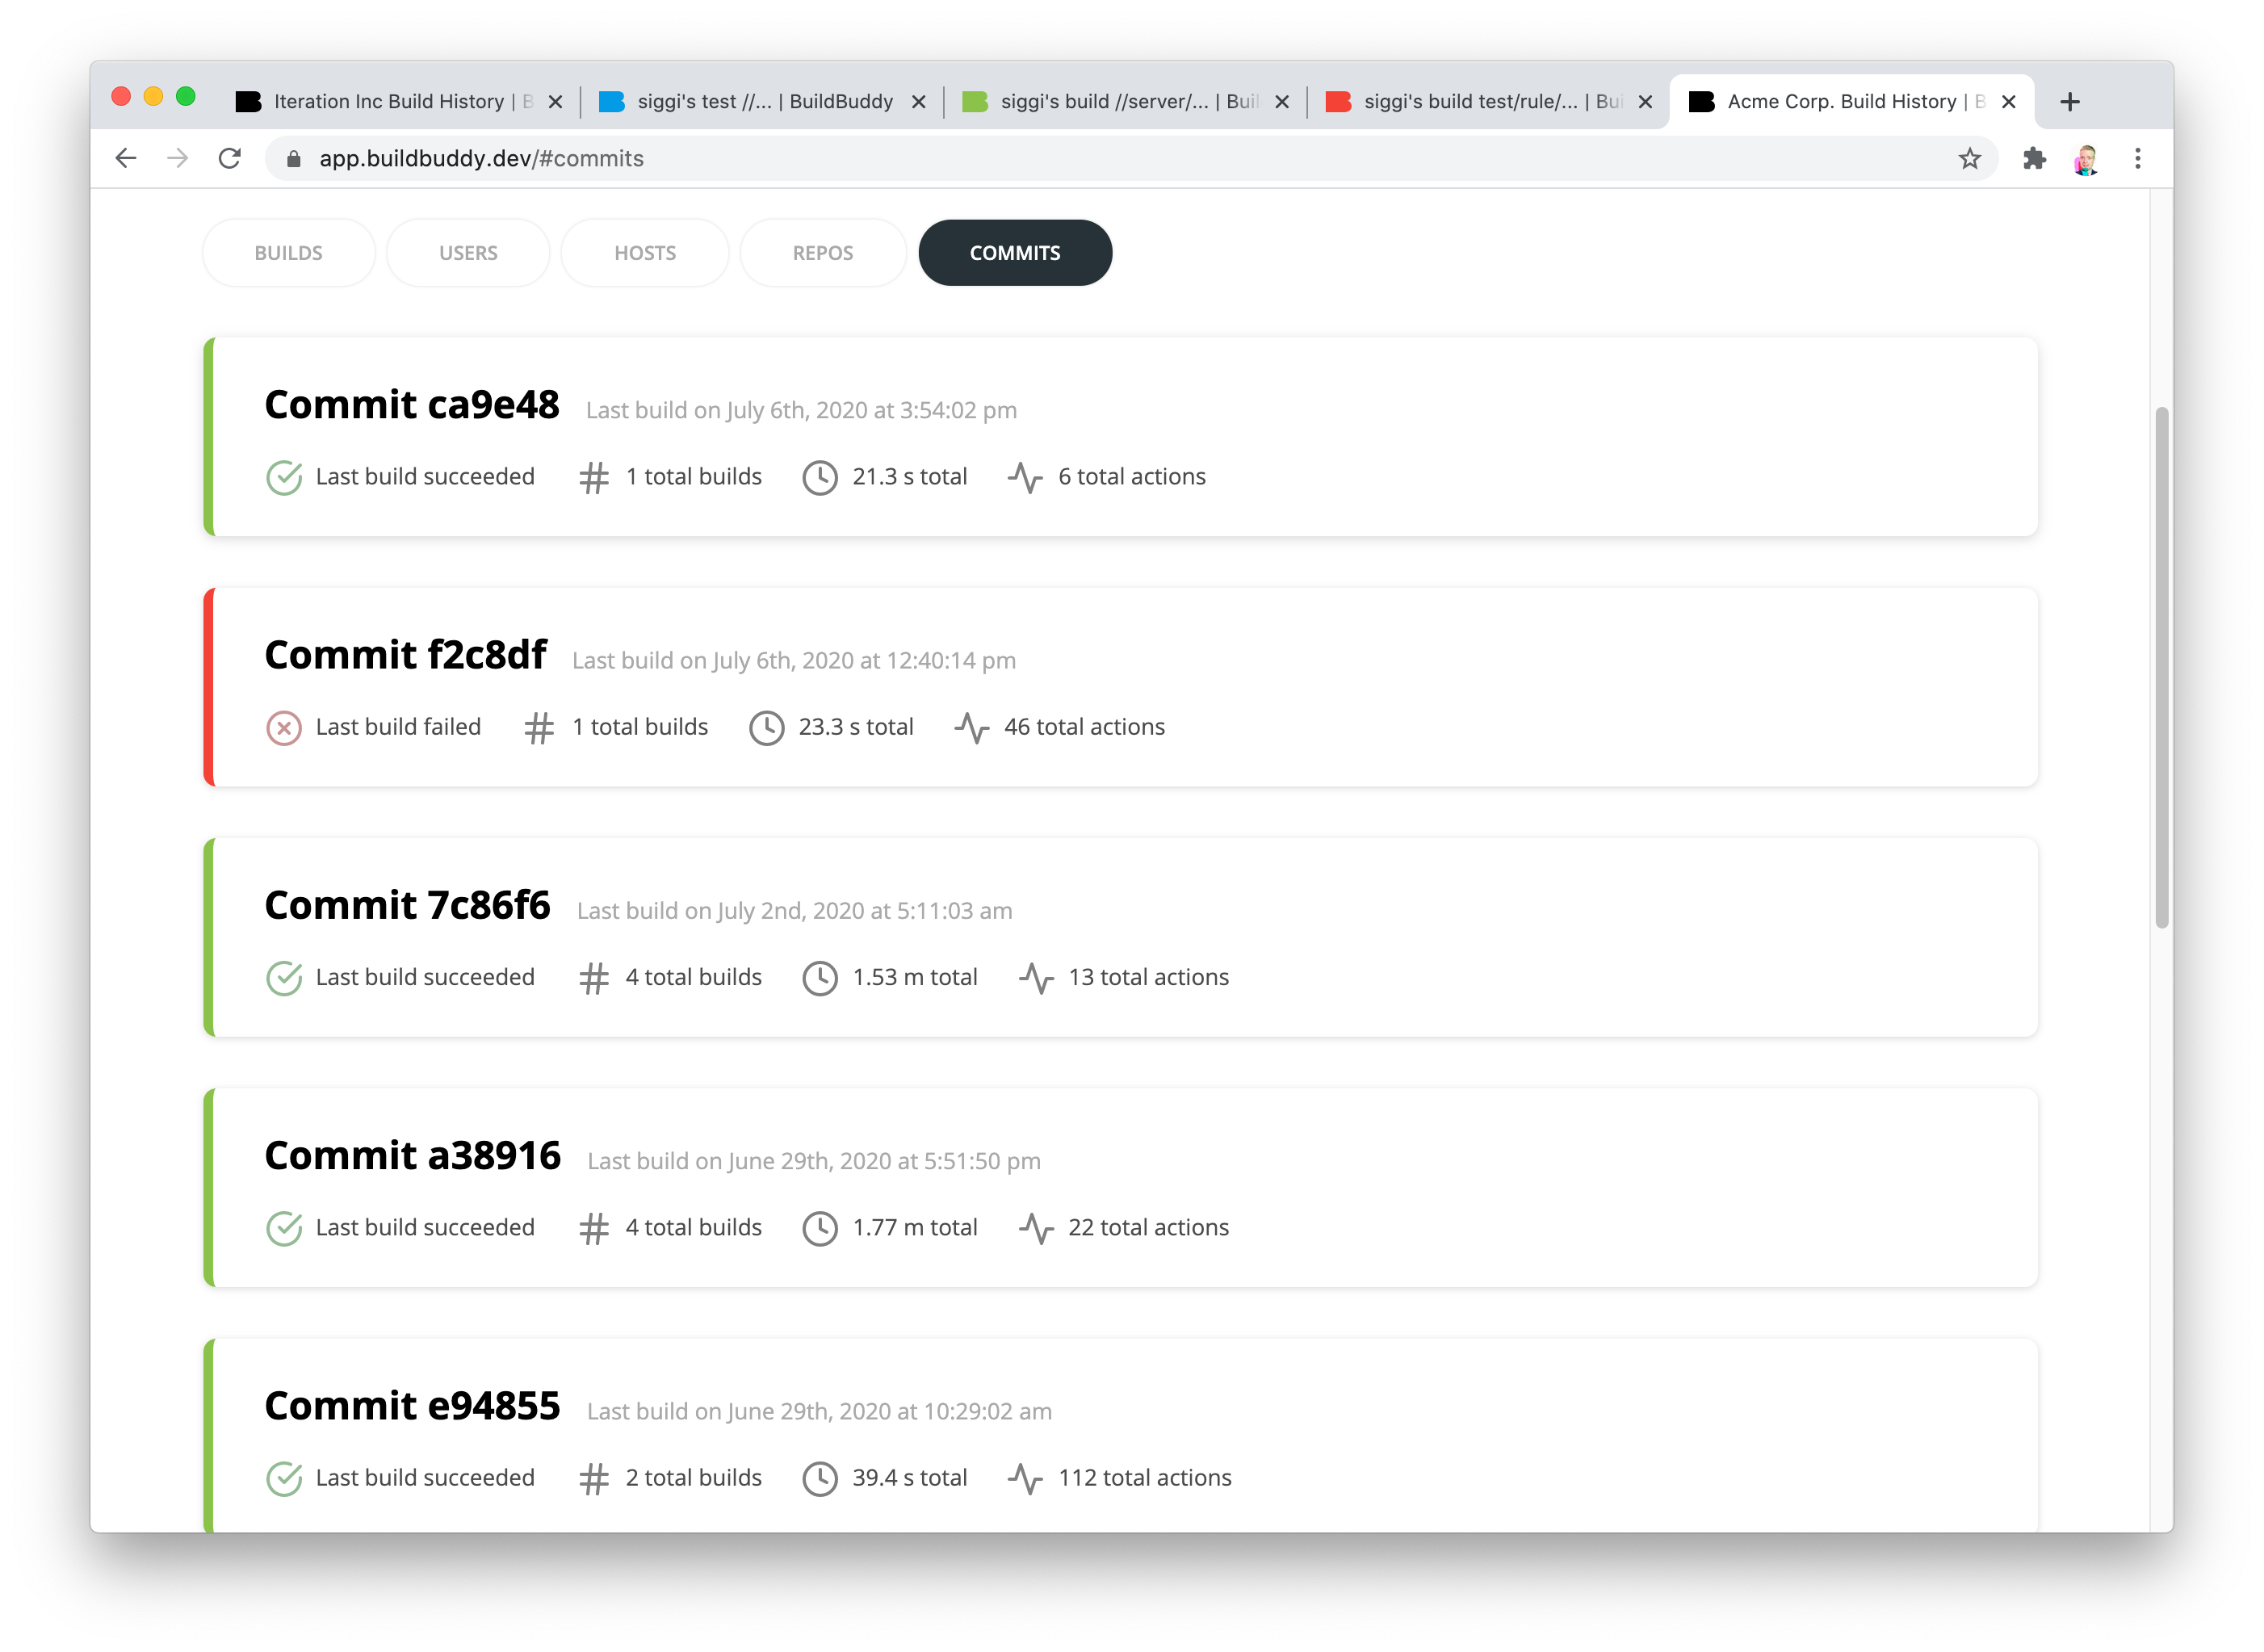 Iteration Inc Build History | B
siggi's test //... | BuildBuddy
siggi's build //server/... | Buil
siggi's build test/rule/... | Bui
Acme Corp. Build History | B
app.buildbuddy.dev/#commits
BUILDS USERS HOSTS REPOS COMMITS
Commit ca9e48 Last build on July 6th, 2020 at 3:54:02 pm
Last build succeeded 1 total builds 21.3 s total 6 total actions
Commit f2c8df Last build on July 6th, 2020 at 12:40:14 pm
Last build failed 1 total builds 23.3 s total 46 total actions
Commit 7c86f6 Last build on July 2nd, 2020 at 5:11:03 am
Last build succeeded 4 total builds 1.53 m total 13 total actions
Commit a38916 Last build on June 29th, 2020 at 5:51:50 pm
Last build succeeded 4 total builds 1.77 m total 22 total actions
Commit e94855 Last build on June 29th, 2020 at 10:29:02 am
Last build succeeded 2 total builds 39.4 s total 112 total actions